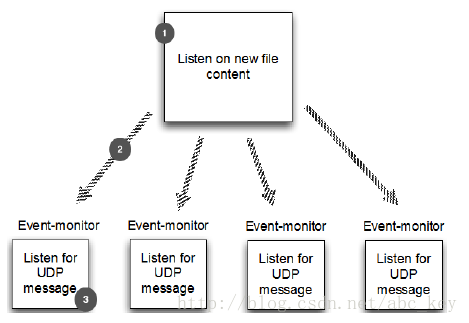 1
Listen on new file
content
2
Event-monitor
Event-monitor
Event-monitor
Event-monitor
Listen for
UDP
message
Listen for
UDP
message
Listen for
UDP
message
Listen for
UDP
message
3
http://blog.csdn.net/abc_key